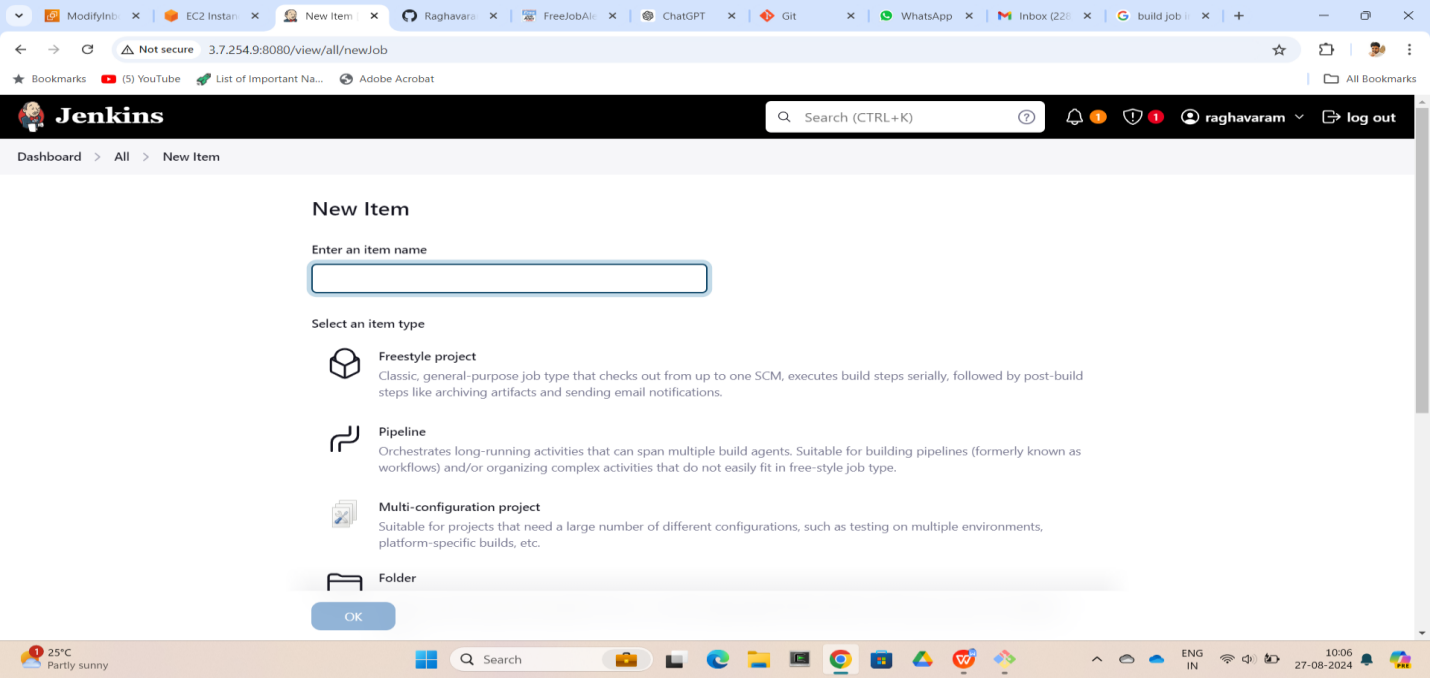 ModifyInb
EC2 Instan
New Item
Raghavara
FreeJobAle
ChatGPT
Git
WhatsApp
Inbox (228
build job i
Not secure
3.7.254.9:8080/view/all/newJob
Bookmarks
(5) YouTube
List of Important Na...
Adobe Acrobat
All Bookmarks
Jenkins
Search (CTRL+K)
?
1
1
raghavaram
log out
Dashboard > All > New Item
New Item
Enter an item name
Select an item type
Freestyle project
Classic, general-purpose job type that checks out from up to one SCM, executes build steps serially, followed by post-build
steps like archiving artifacts and sending email notifications.
Pipeline
Orchestrates long-running activities that can span multiple build agents. Suitable for building pipelines (formerly known as
workflows) and/or organizing complex activities that do not easily fit in free-style job type.
Multi-configuration project
Suitable for projects that need a large number of different configurations, such as testing on multiple environments,
platform-specific builds, etc.
Folder
OK
1
25°C
Partly sunny
Search
ENG
IN
10:06
27-08-2024
PRE